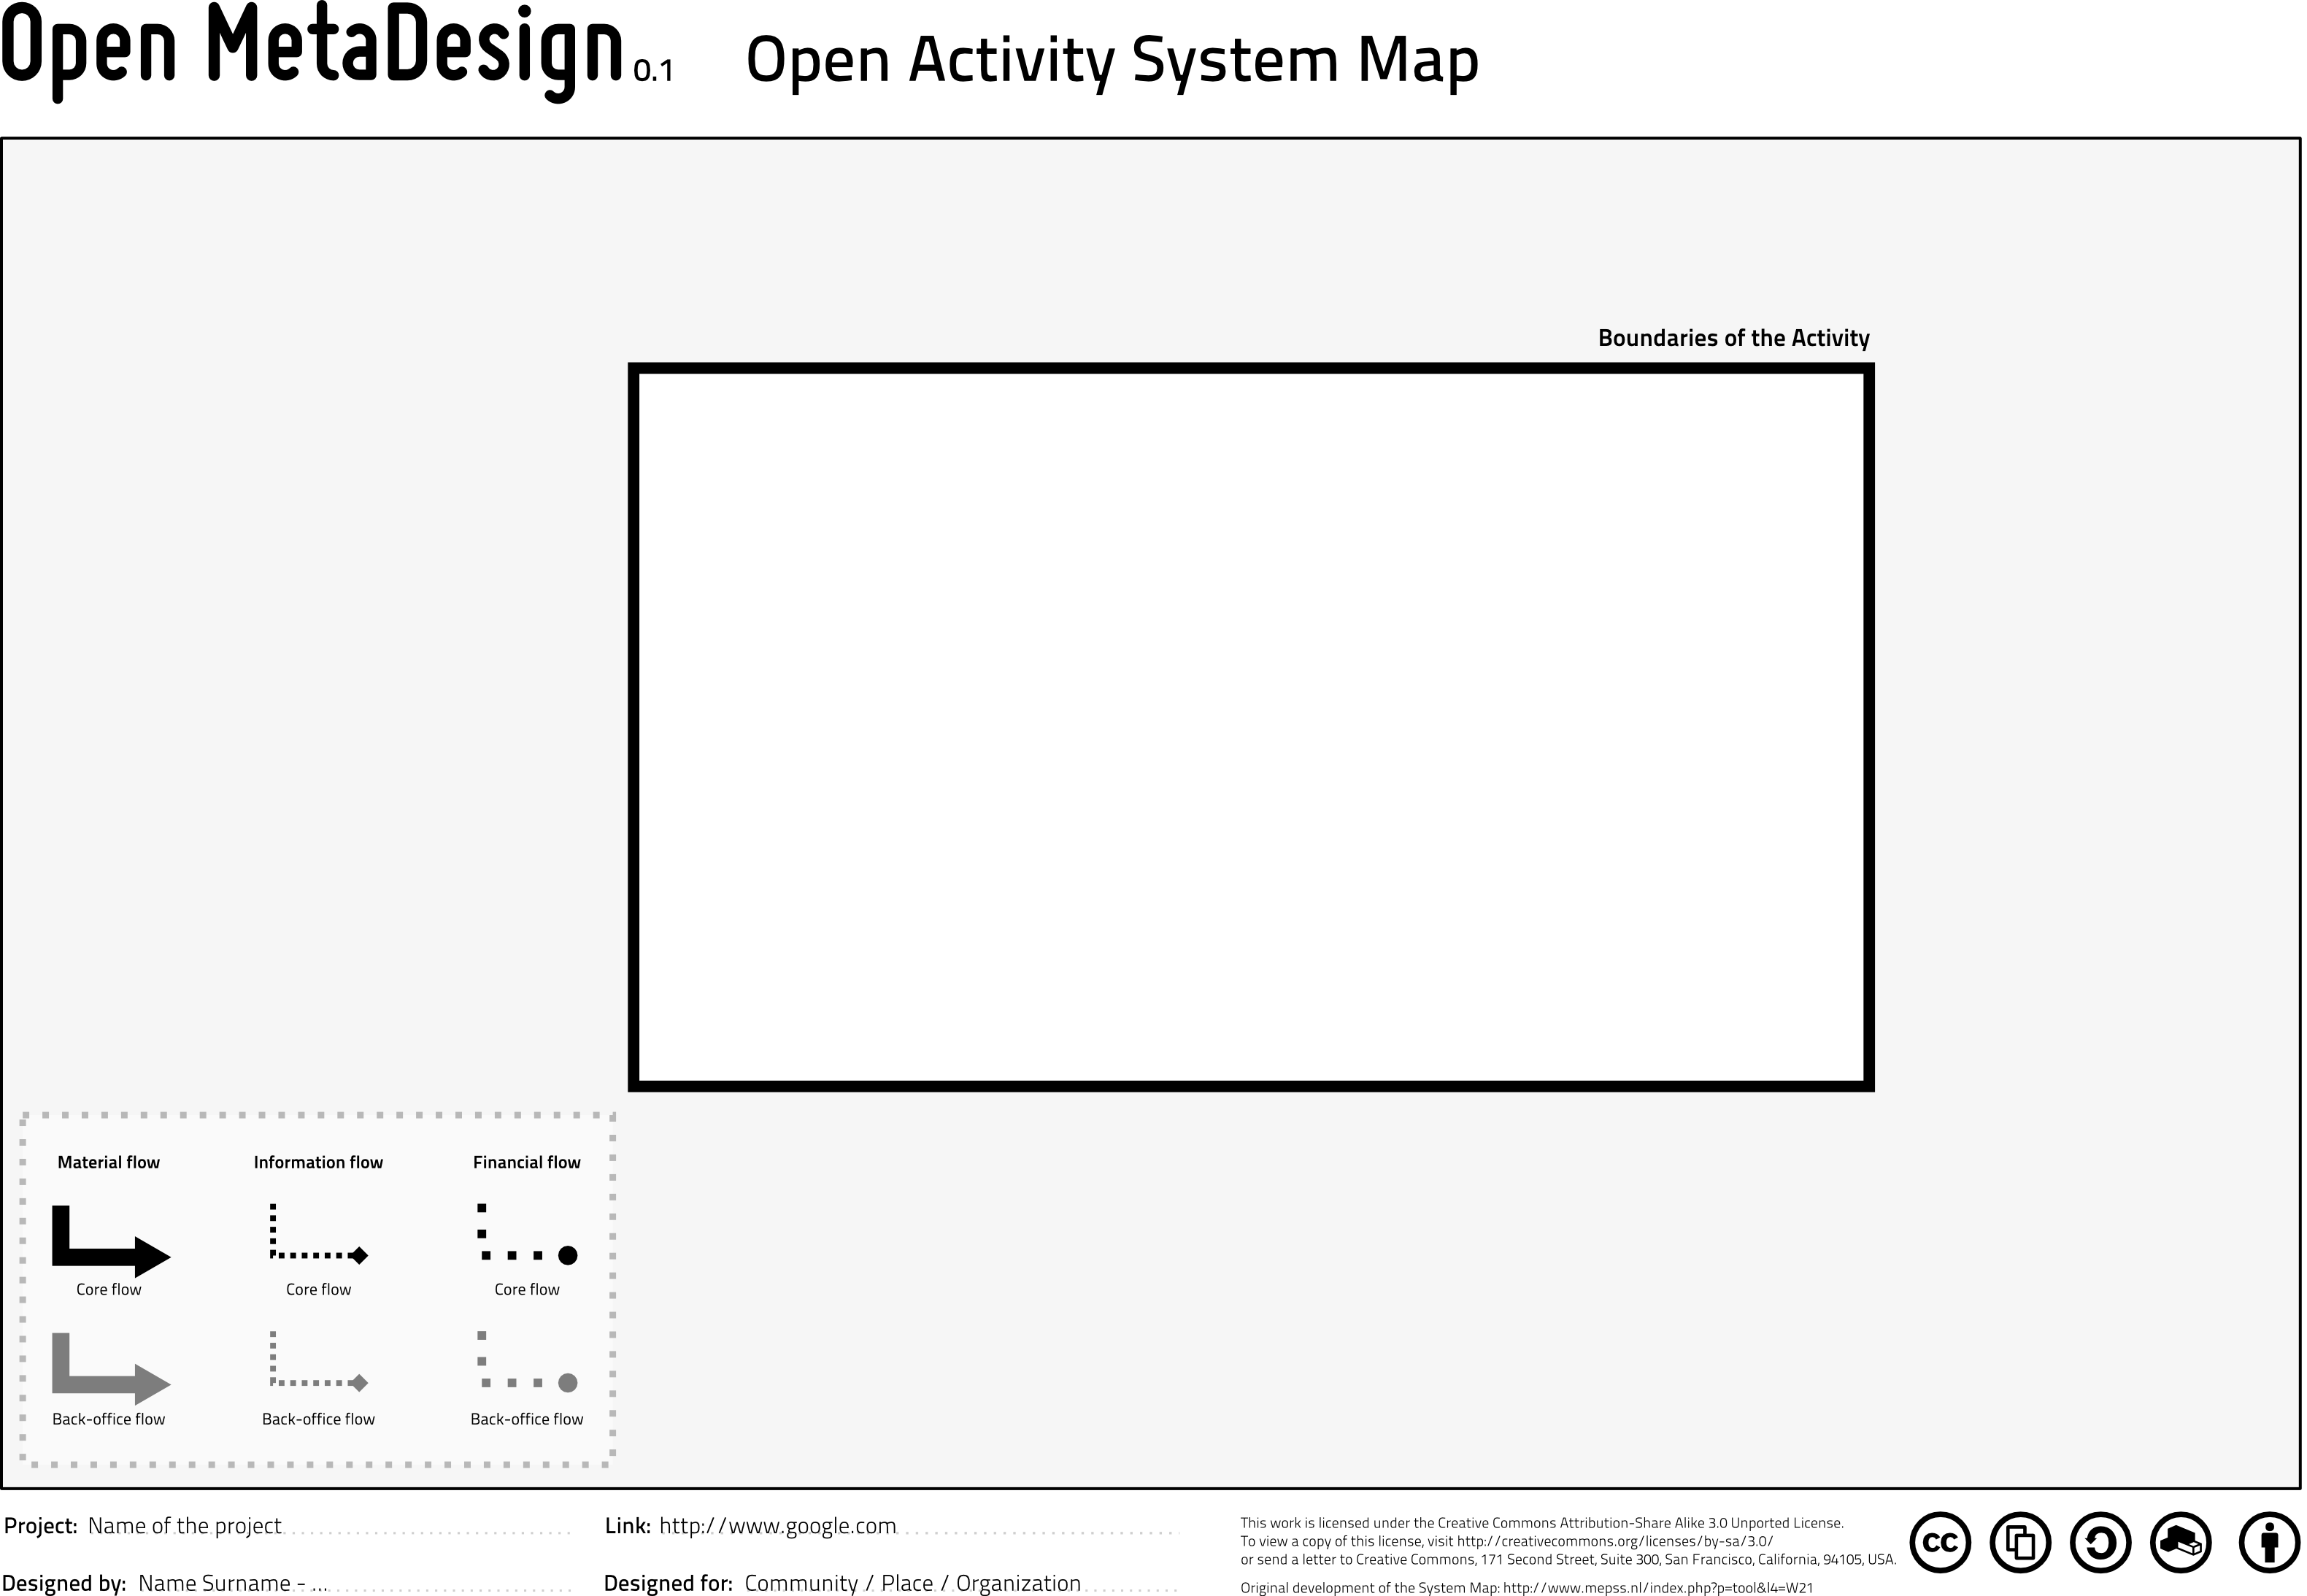 Open MetaDesign 0.1 Open Activity System Map
Boundaries of the Activity
Material flow Information flow Financial flow
Core flow Core flow Core flow
Back-office flow Back-office flow Back-office flow
Project: Name of the project
Link: http://www.google.com
Designed by: Name Surname - ...
Designed for: Community / Place / Organization
This work is licensed under the Creative Commons Attribution-Share Alike 3.0 Unported License.
To view a copy of this license, visit http://creativecommons.org/licenses/by-sa/3.0/
or send a letter to Creative Commons, 171 Second Street, Suite 300, San Francisco, California, 94105, USA.
Original development of the System Map: http://www.mepss.nl/index.php?p=tool&l4=W21
cc